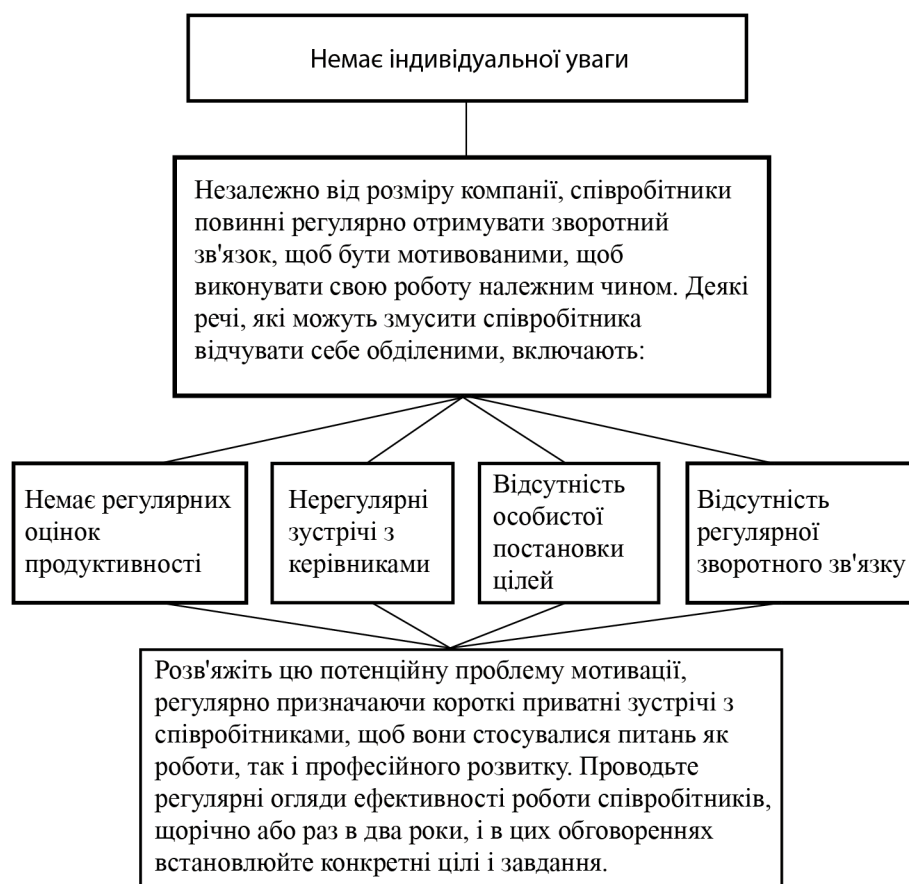 Немає індивідуальної уваги
Незалежно від розміру компанії, співробітники
повинні регулярно отримувати зворотний
зв'язок, щоб бути мотивованими, щоб
виконувати свою роботу належним чином. Деякі
речі, які можуть змусити співробітника
відчувати себе обділеними, включають:
Немає регулярних
оцінок
продуктивності
Нерегулярні
зустрічі з
керівниками
Відсутність
особистої
постановки
цілей
Відсутність
регулярної
зворотного зв'язку
Розв'яжіть цю потенційну проблему мотивації,
регулярно призначаючи короткі приватні зустрічі з
співробітниками, щоб вони стосувалися питань як
роботи, так і професійного розвитку. Проводьте
регулярні огляди ефективності роботи співробітників,
щорічно або раз в два роки, і в цих обговореннях
встановлюйте конкретні цілі і завдання.